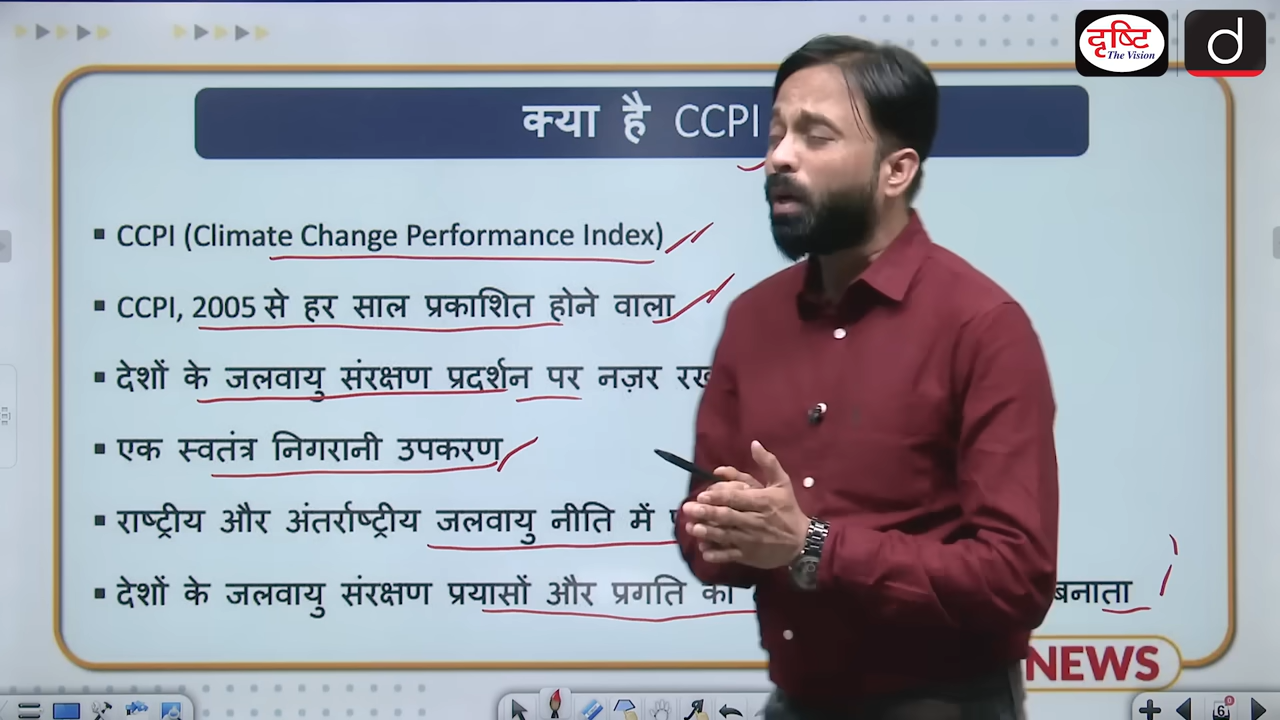 दृष्टि
The Vision
d
क्या है CCPI
▪ CCPI (Climate Change Performance Index)
▪ CCPI, 2005 से हर साल प्रकाशित होने वाला
▪ देशों के जलवायु संरक्षण प्रदर्शन पर नज़र
▪ एक स्वतंत्र निगरानी उपकरण
▪ राष्ट्रीय और अंतर्राष्ट्रीय जलवायु नीति में
▪ देशों के जलवायु संरक्षण प्रयासों और प्रगति की बनाता
NEWS
6